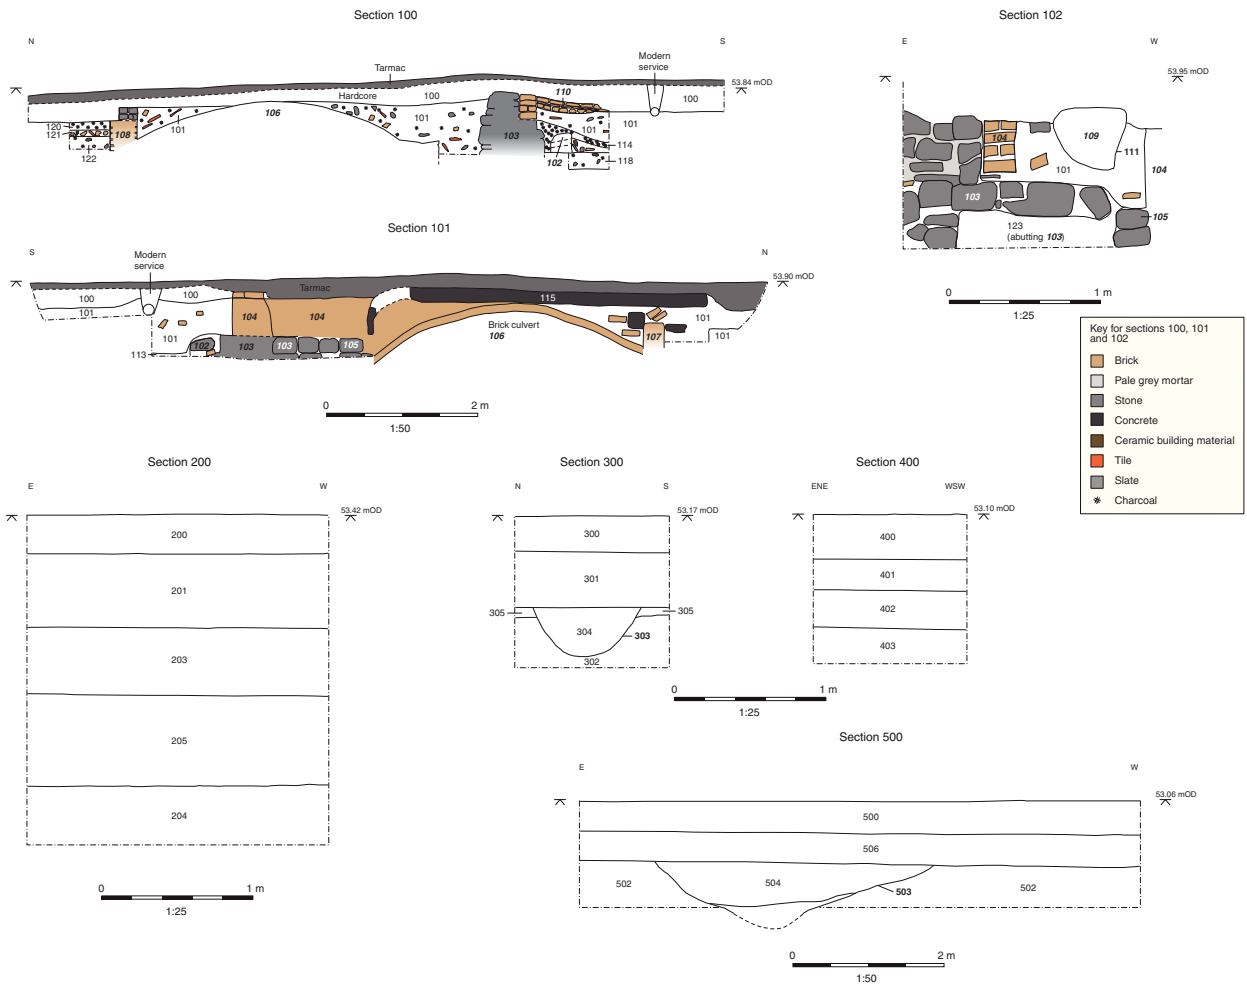 Section 100
N
S
Tarmac
Modern
service
53.84 mOD
Hardcore
100
110
100
106
101
101
101
101
120
121
108
122
103
102
114
118
Section 102
E
W
53.95 mOD
104
109
111
101
104
103
105
123
(abutting 103)
0
1 m
1:25
Section 101
S
N
Modern
service
53.90 mOD
100
100
Tarmac
115
101
104
104
101
Brick culvert
106
101
107
101
113
102
103
103
105
0
2 m
1:50
Key for sections 100, 101
and 102
Brick
Pale grey mortar
Stone
Concrete
Ceramic building material
Tile
Slate
Charcoal
Section 200
E
W
53.42 mOD
200
201
203
205
204
0
1 m
1:25
Section 300
N
S
53.17 mOD
300
301
305
305
304
303
302
Section 400
ENE
WSW
53.10 mOD
400
401
402
403
0
1 m
1:25
Section 500
E
W
53.06 mOD
500
506
502
504
503
502
0
2 m
1:50